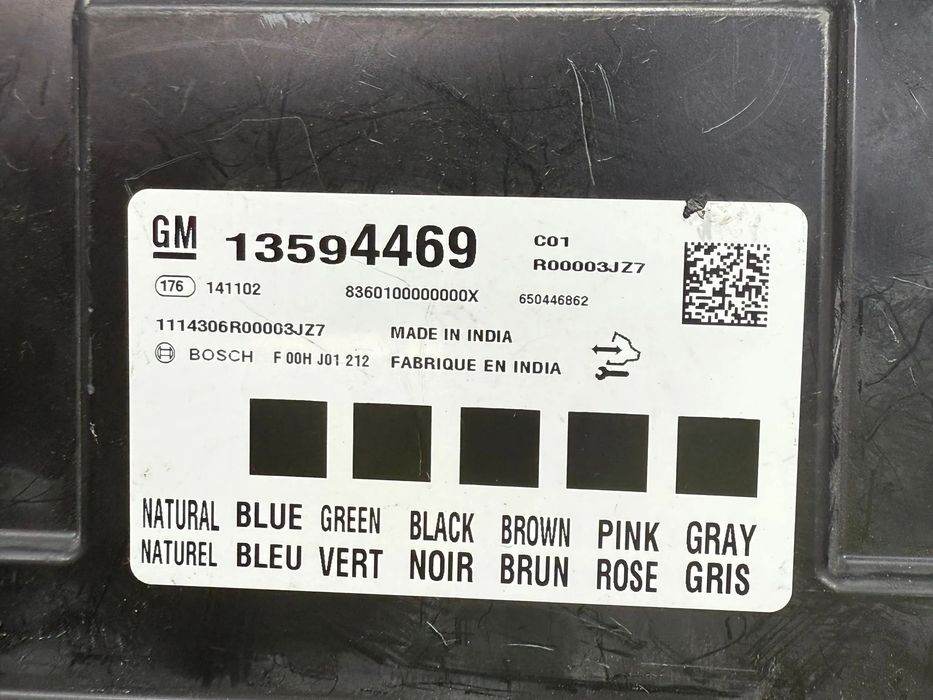 GM 13594469 C01
R00003JZ7
176 141102 8360100000000X 650446862
1114306R00003JZ7 MADE IN INDIA
BOSCH F 00H J01 212 FABRIQUE EN INDIA
NATURAL BLUE GREEN BLACK BROWN PINK GRAY
NATUREL BLEU VERT NOIR BRUN ROSE GRIS